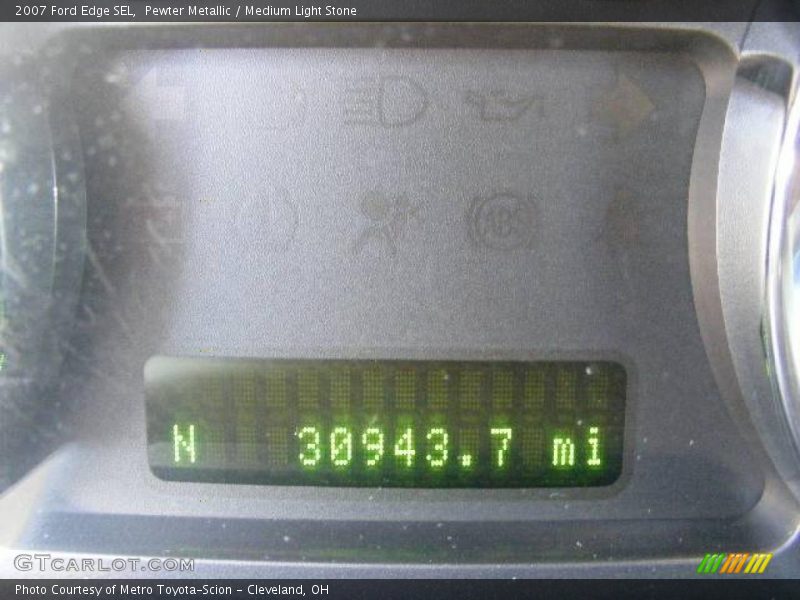 2007 Ford Edge SEL,  Pewter Metallic / Medium Light Stone
ABS
N 30943.7 mi
GTCARLOT.COM
Photo Courtesy of Metro Toyota-Scion - Cleveland, OH